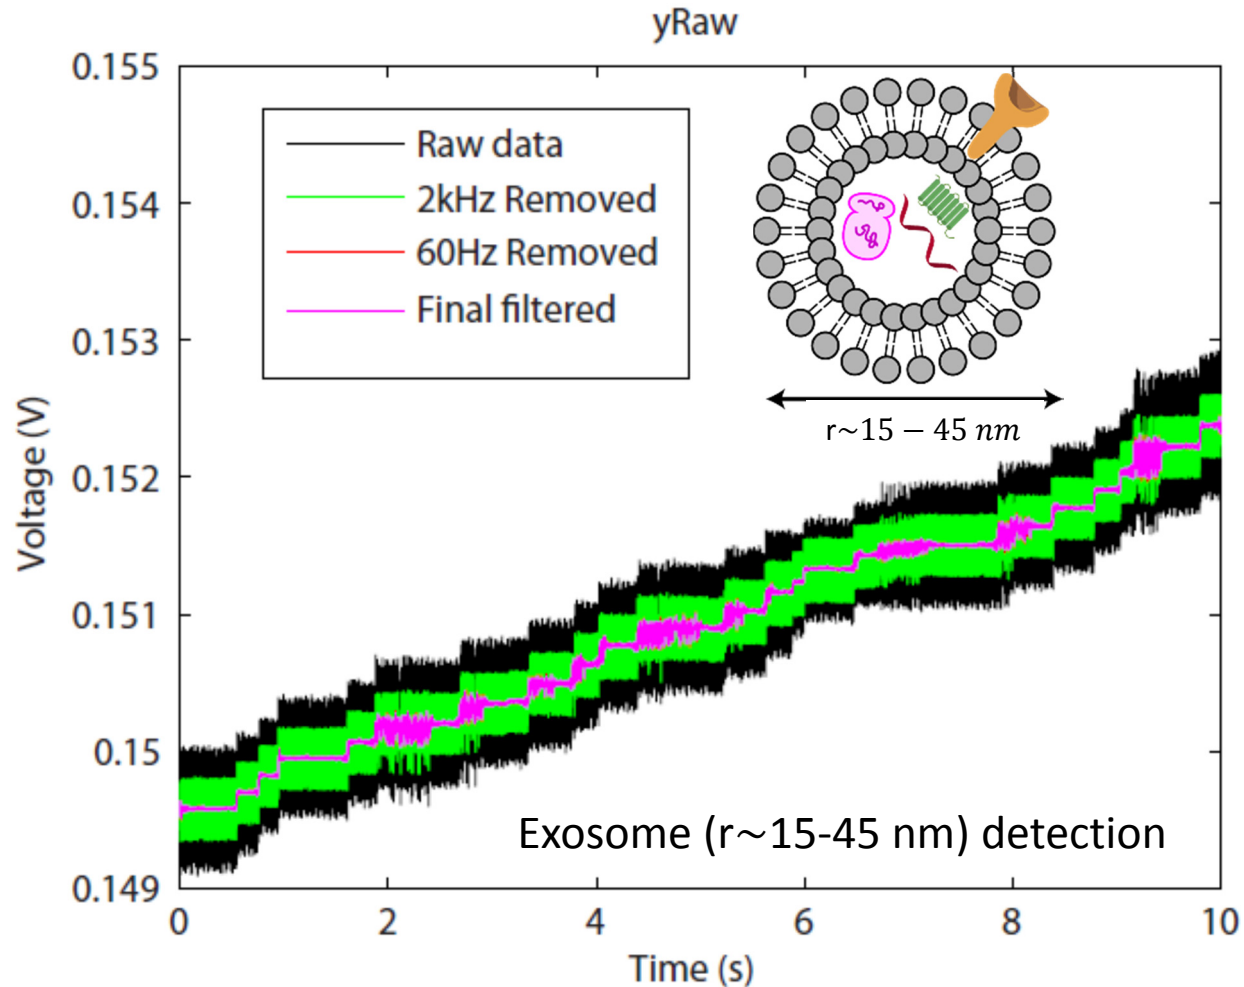 yRaw
0.155
0.154
0.153
0.152
0.151
0.15
0.149
Voltage (V)
Raw data
2kHz Removed
60Hz Removed
Final filtered
r~15 − 45 nm
Exosome (r~15-45 nm) detection
0 2 4 6 8 10
Time (s)